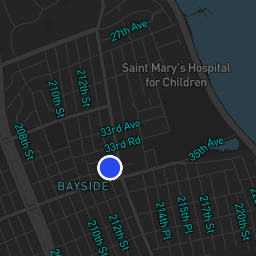 27th Ave
Saint Mary's Hospital
for Children
212th St
210th St
33rd Ave
208th St
33rd Rd
35th Ave
BAYSIDE
210th St
212th St
214th Pl
215th Pl
217th St
220th St